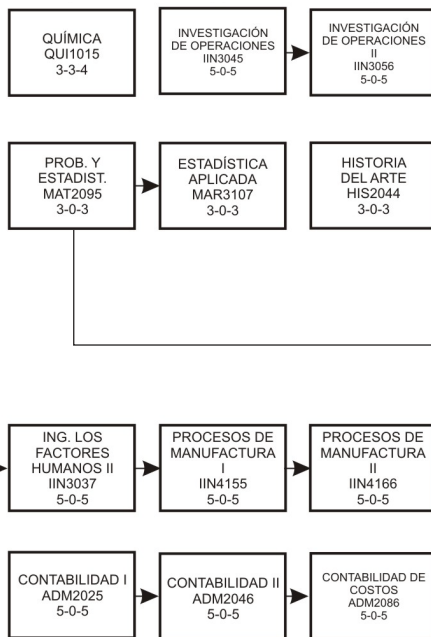 QUÍMICA
QUI1015
3-3-4
INVESTIGACIÓN
DE OPERACIONES
IIN3045
5-0-5
INVESTIGACIÓN
DE OPERACIONES
II
IIN3056
5-0-5
PROB. Y
ESTADIST.
MAT2095
3-0-3
ESTADÍSTICA
APLICADA
MAR3107
3-0-3
HISTORIA
DEL ARTE
HIS2044
3-0-3
ING. LOS
FACTORES
HUMANOS II
IIN3037
5-0-5
PROCESOS DE
MANUFACTURA
I
IIN4155
5-0-5
PROCESOS DE
MANUFACTURA
II
IIN4166
5-0-5
CONTABILIDAD I
ADM2025
5-0-5
CONTABILIDAD II
ADM2046
5-0-5
CONTABILIDAD DE
COSTOS
ADM2086
5-0-5